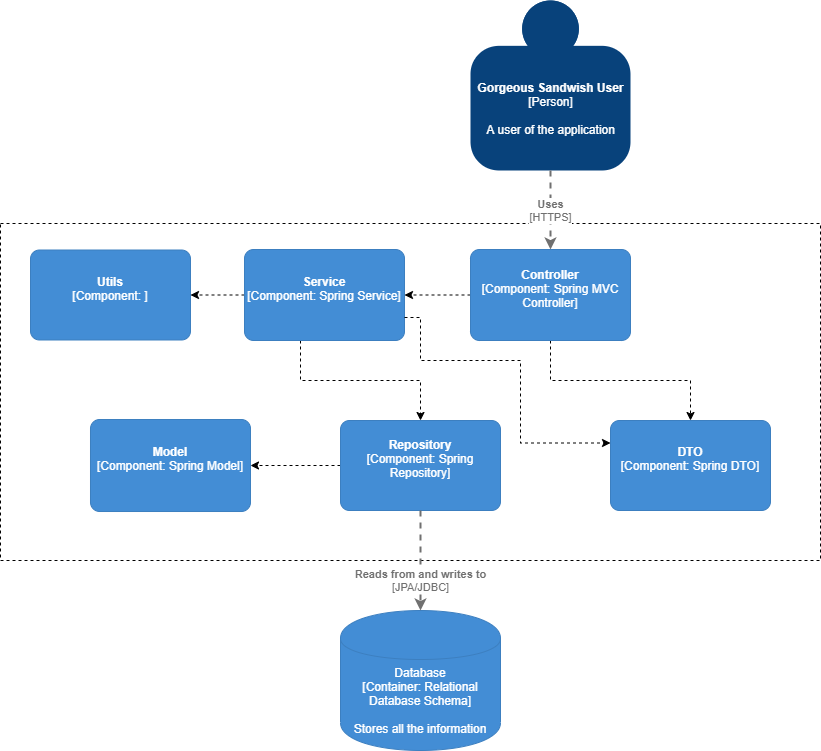 Gorgeous Sandwish User
[Person]
A user of the application
Uses
[HTTPS]
Utils
[Component: ]
Service
[Component: Spring Service]
Controller
[Component: Spring MVC
Controller]
Model
[Component: Spring Model]
Repository
[Component: Spring
Repository]
DTO
[Component: Spring DTO]
Reads from and writes to
[JPA/JDBC]
Database
[Container: Relational
Database Schema]
Stores all the information